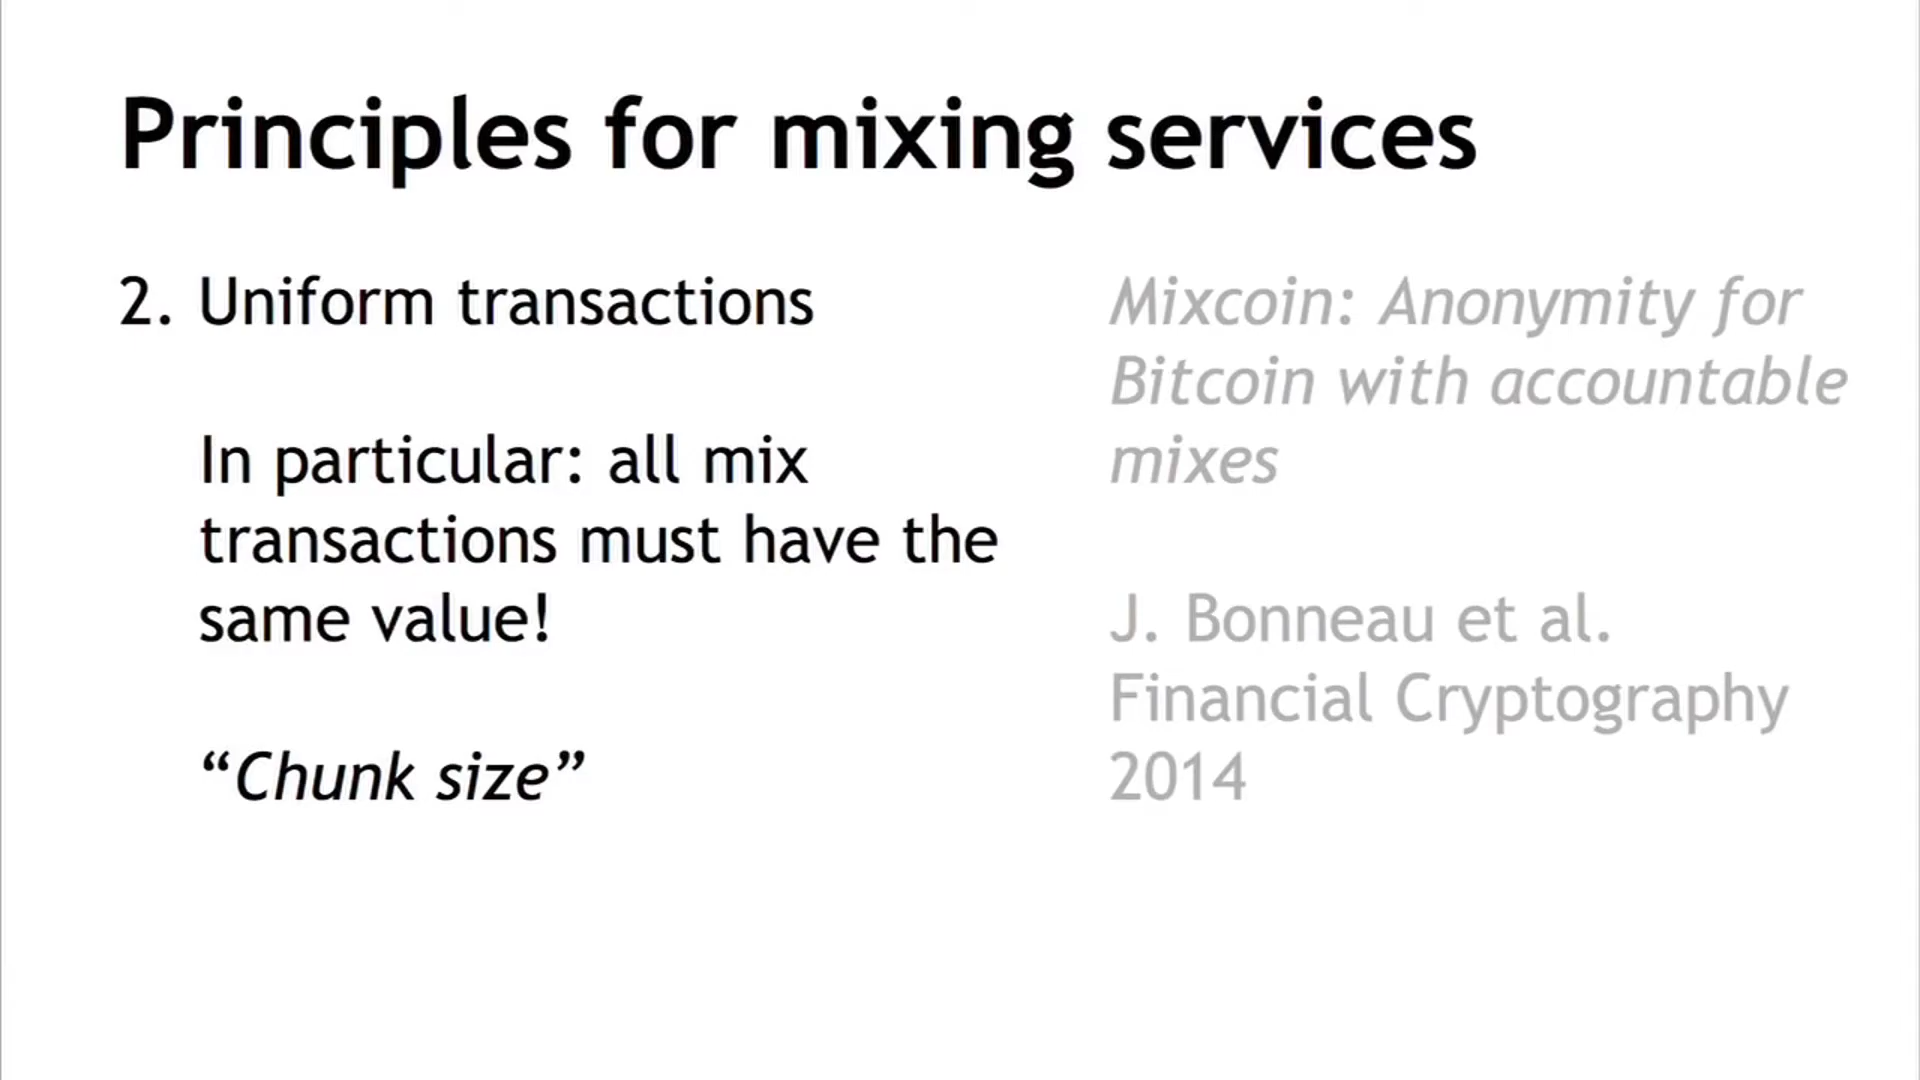 Principles for mixing services
2. Uniform transactions
In particular: all mix
transactions must have the
same value!
“Chunk size”
Mixcoin: Anonymity for
Bitcoin with accountable
mixes
J. Bonneau et al.
Financial Cryptography
2014